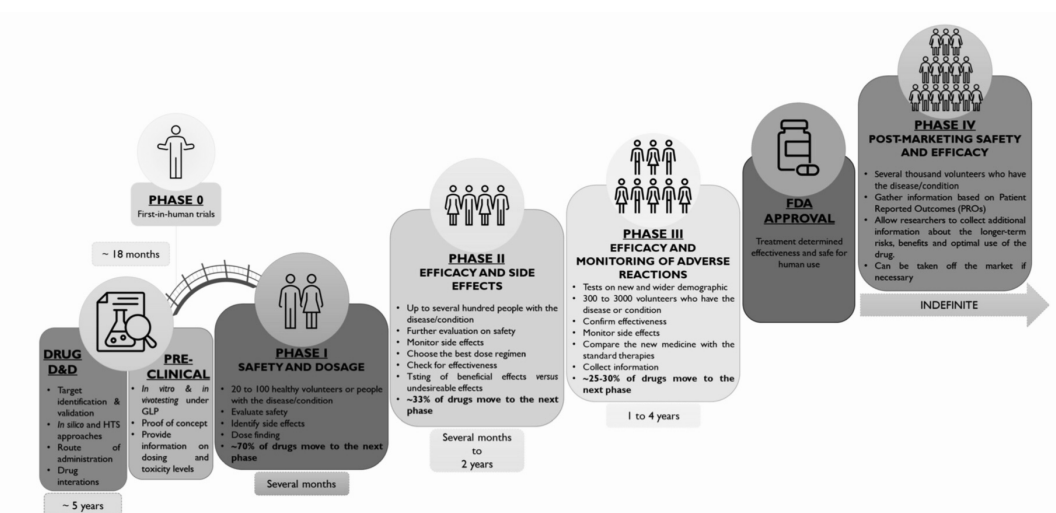 PHASE 0
First-in-human trials
~ 18 months
DRUG
D&D
• Target
identification &
validation
• In silico and HTS
approaches
• Route of
administration
• Drug
interations
~ 5 years
PRE-
CLINICAL
• In vitro & in
vivotesting under
GLP
• Proof of concept
• Provide
information on
dosing and
toxicity levels
PHASE I
SAFETY AND DOSAGE
• 20 to 100 healthy volunteers or people
with the disease/condition
• Evaluate safety
• Identify side effects
• Dose finding
• ~70% of drugs move to the next
phase
Several months
PHASE II
EFFICACY AND SIDE
EFFECTS
• Up to several hundred people with the
disease/condition
• Further evaluation on safety
• Monitor side effects
• Choose the best dose regimen
• Check for effectiveness
• Tsting of beneficial effects versus
undesireable effects
• ~33% of drugs move to the next
phase
Several months
to
2 years
PHASE III
EFFICACY AND
MONITORING OF ADVERSE
REACTIONS
• Tests on new and wider demographic
• 300 to 3000 volunteers who have the
disease or condition
• Confirm effectiveness
• Monitor side effects
• Compare the new medicine with the
standard therapies
• Collect information
• ~25-30% of drugs move to the
next phase
1 to 4 years
FDA
APPROVAL
Treatment determined
effectiveness and safe for
human use
PHASE IV
POST-MARKETING SAFETY
AND EFFICACY
• Several thousand volunteers who have
the disease/condition
• Gather information based on Patient
Reported Outcomes (PROs)
• Allow researchers to collect additional
information about the longer-term
risks, benefits and optimal use of the
drug.
• Can be taken off the market if
necessary
INDEFINITE